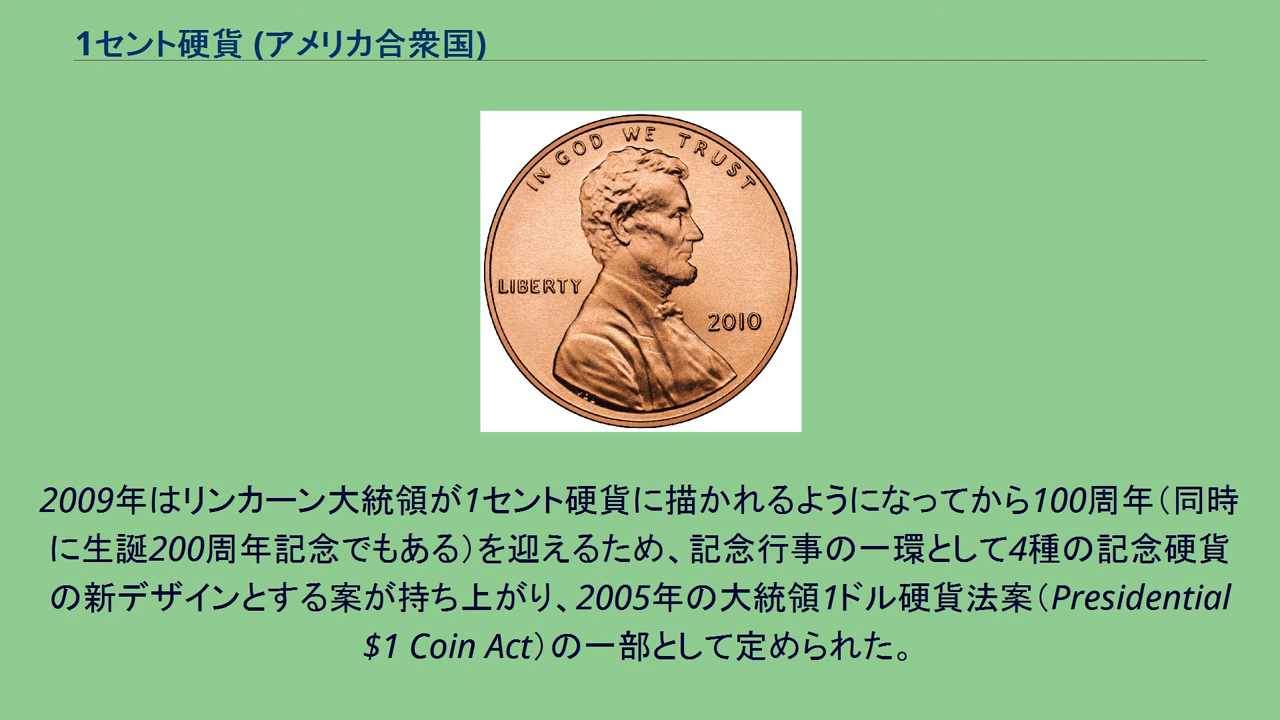 1セント硬貨 (アメリカ合衆国)
IN GOD WE TRUST
LIBERTY
2010
2009年はリンカーン大統領が1セント硬貨に描かれるようになってから100周年（同時
に生誕200周年記念でもある）を迎えるため、記念行事の一環として4種の記念硬貨
の新デザインとする案が持ち上がり、2005年の大統領1ドル硬貨法案（Presidential
$1 Coin Act）の一部として定められた。